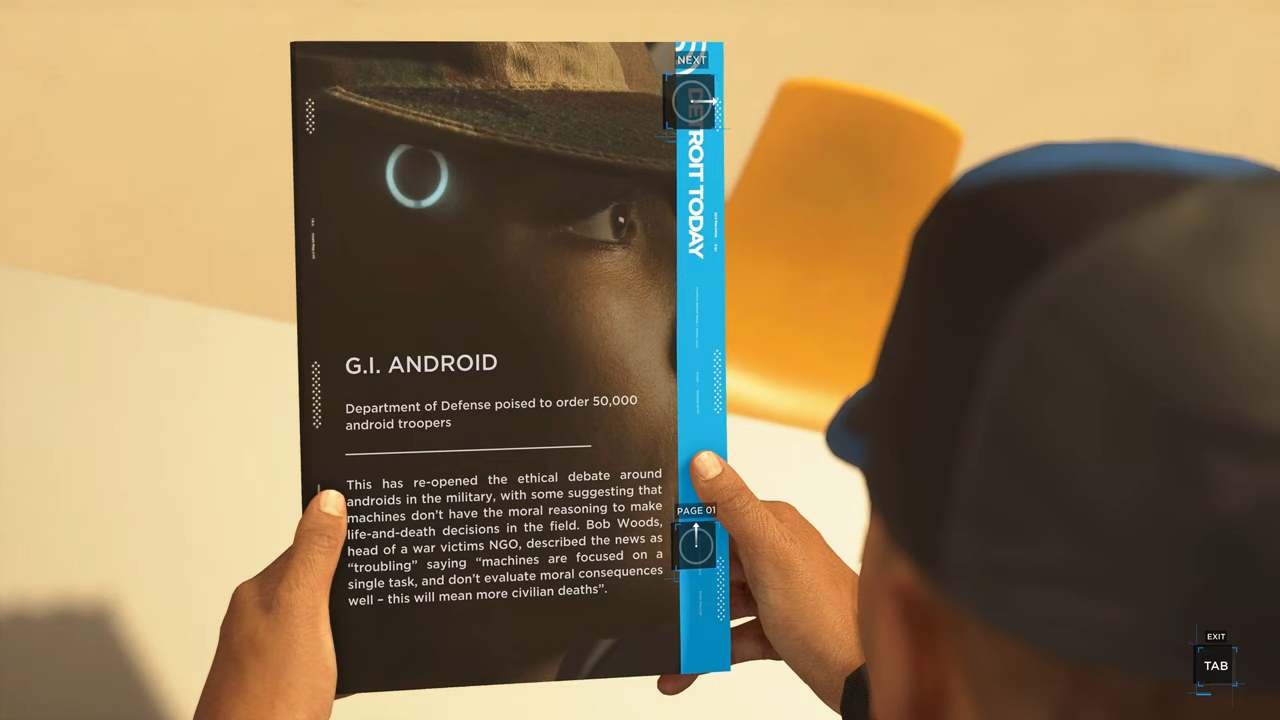 NEXT
DETROIT TODAY
G.I. ANDROID
Department of Defense poised to order 50,000
android troopers
This has re-opened the ethical debate around
androids in the military, with some suggesting that
machines don't have the moral reasoning to make
life-and-death decisions in the field. Bob Woods,
head of a war victims NGO, described the news as
“troubling” saying “machines are focused on a
single task, and don't evaluate moral consequences
well – this will mean more civilian deaths”.
PAGE 01
EXIT
TAB